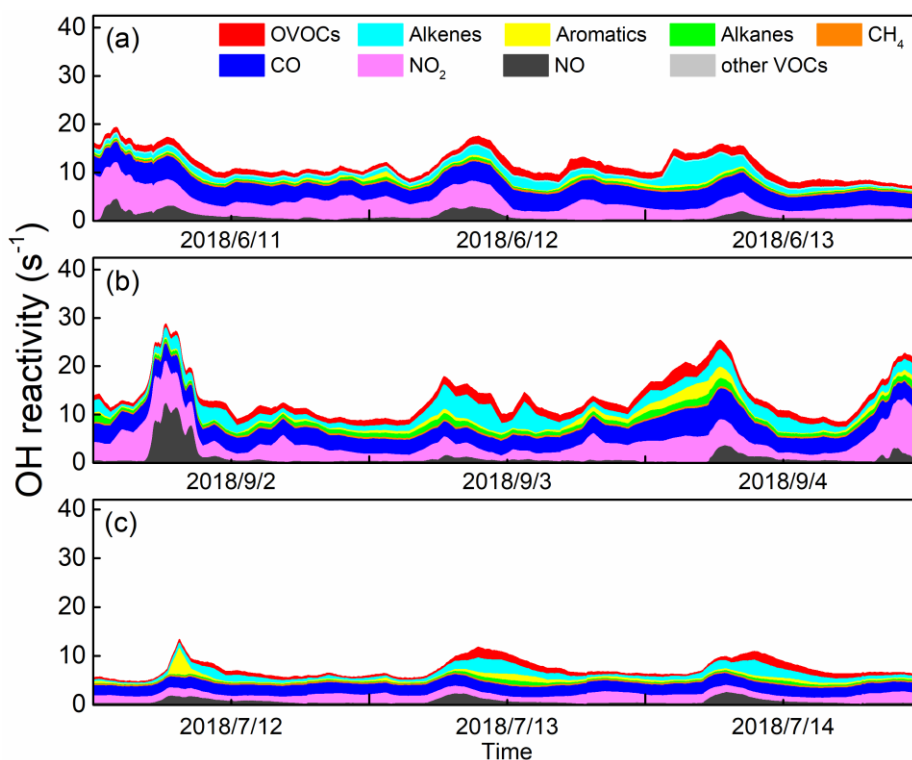 (a)
OVOCs Alkenes Aromatics Alkanes CH4
CO NO2 NO other VOCs
40
30
20
10
0
2018/6/11 2018/6/12 2018/6/13
(b)
40
30
20
10
0
2018/9/2 2018/9/3 2018/9/4
(c)
40
30
20
10
0
2018/7/12 2018/7/13 2018/7/14
Time
OH reactivity (s-1)